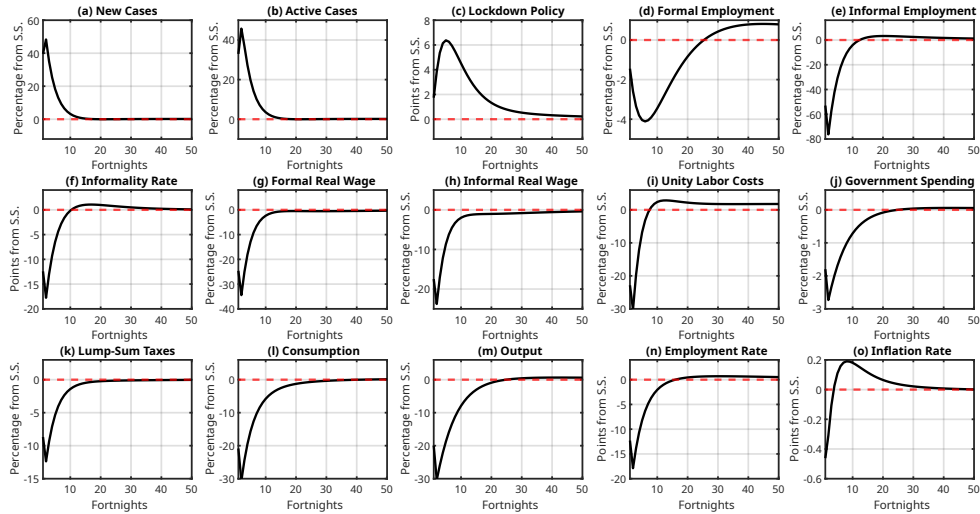 (a) New Cases
Percentage from S.S.
60
40
20
0
10 20 30 40 50
Fortnights
(b) Active Cases
Percentage from S.S.
40
20
0
10 20 30 40 50
Fortnights
(c) Lockdown Policy
Points from S.S.
8
6
4
2
0
10 20 30 40 50
Fortnights
(d) Formal Employment
Percentage from S.S.
0
-2
-4
10 20 30 40 50
Fortnights
(e) Informal Employment
Percentage from S.S.
0
-20
-40
-60
-80
10 20 30 40 50
Fortnights
(f) Informality Rate
Points from S.S.
0
-5
-10
-15
-20
10 20 30 40 50
Fortnights
(g) Formal Real Wage
Percentage from S.S.
0
-10
-20
-30
-40
10 20 30 40 50
Fortnights
(h) Informal Real Wage
Percentage from S.S.
0
-10
-20
10 20 30 40 50
Fortnights
(i) Unity Labor Costs
Percentage from S.S.
0
-10
-20
-30
10 20 30 40 50
Fortnights
(j) Government Spending
Percentage from S.S.
0
-1
-2
-3
10 20 30 40 50
Fortnights
(k) Lump-Sum Taxes
Percentage from S.S.
0
-5
-10
-15
10 20 30 40 50
Fortnights
(l) Consumption
Percentage from S.S.
0
-10
-20
-30
10 20 30 40 50
Fortnights
(m) Output
Percentage from S.S.
0
-10
-20
-30
10 20 30 40 50
Fortnights
(n) Employment Rate
Points from S.S.
0
-5
-10
-15
-20
10 20 30 40 50
Fortnights
(o) Inflation Rate
Points from S.S.
0.2
0
-0.2
-0.6
10 20 30 40 50
Fortnights